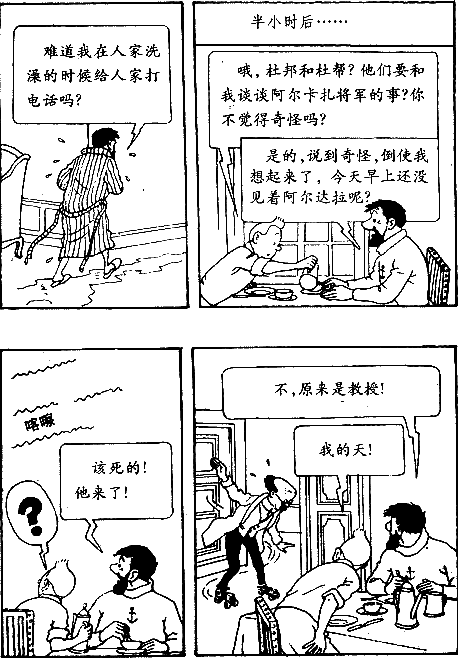 难道我在人家洗
澡的时候给人家打
电话吗?
半小时后……
哦,杜邦和杜帮?他们要和
我谈谈阿尔卡扎将军的事?你
不觉得奇怪吗?
是的,说到奇怪,倒使我
想起来了,今天早上还没
见着阿尔达拉呢?
喀嚓
该死的!
他来了!
?
不,原来是教授!
我的天!